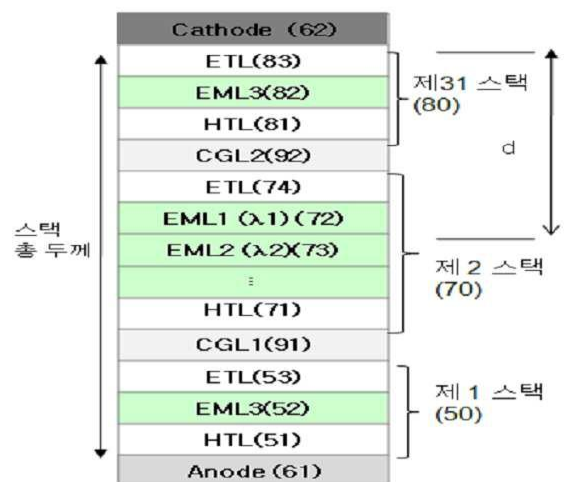 Cathode (62)
ETL(83)
EML3(82)
HTL(81)
CGL2(92)
ETL(74)
EML1 (λ1) (72)
EML2 (λ2)(73)
⋮
HTL(71)
CGL1(91)
ETL(53)
EML3(52)
HTL(51)
Anode (61)
스택
총 두께
제31 스택
(80)
d
제 2 스택
(70)
제 1 스택
(50)